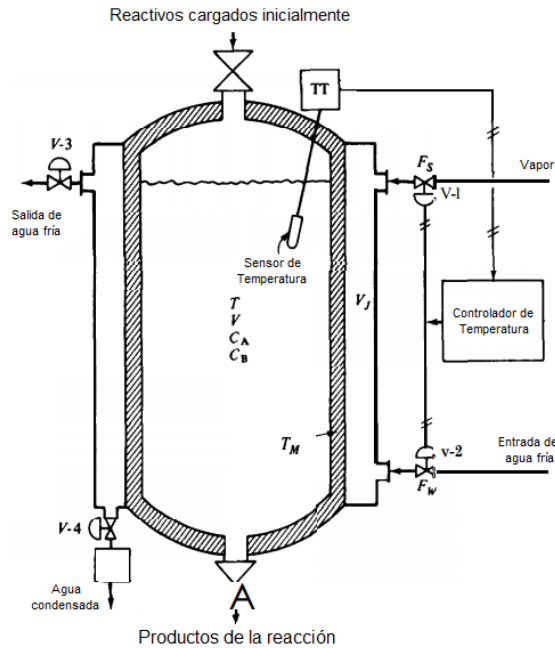 Reactivos cargados inicialmente
TT
V-3
F_S
Vapor
V-1
Salida de
agua fría
Sensor de
Temperatura
V_J
Controlador de
Temperatura
T
V
C_A
C_B
T_M
v-2
Entrada de
agua fría
F_W
V-4
Agua
condensada
A
Productos de la reacción